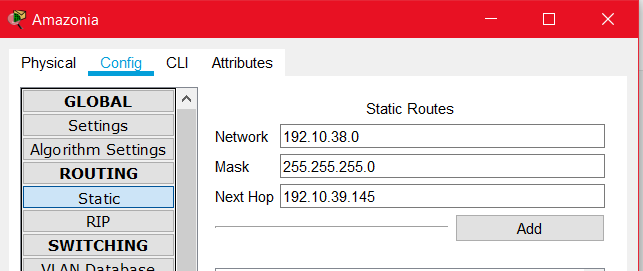 Amazonia
Physical Config CLI Attributes
GLOBAL
Settings
Algorithm Settings
ROUTING
Static
RIP
SWITCHING
VLAN Database
Static Routes
Network 192.10.38.0
Mask 255.255.255.0
Next Hop 192.10.39.145
Add